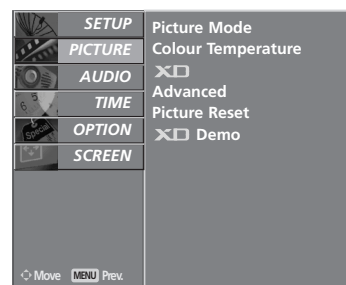 SETUP
PICTURE
AUDIO
TIME
OPTION
SCREEN
Move MENU Prev.
Picture Mode
Colour Temperature
XD
Advanced
Picture Reset
XD Demo